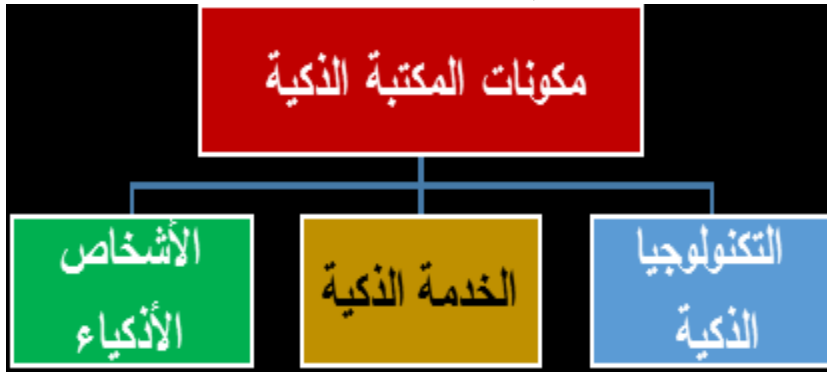 مكونات المكتبة الذكية
التكنولوجيا
الذكية
الخدمة الذكية
الأشخاص
الأذكياء